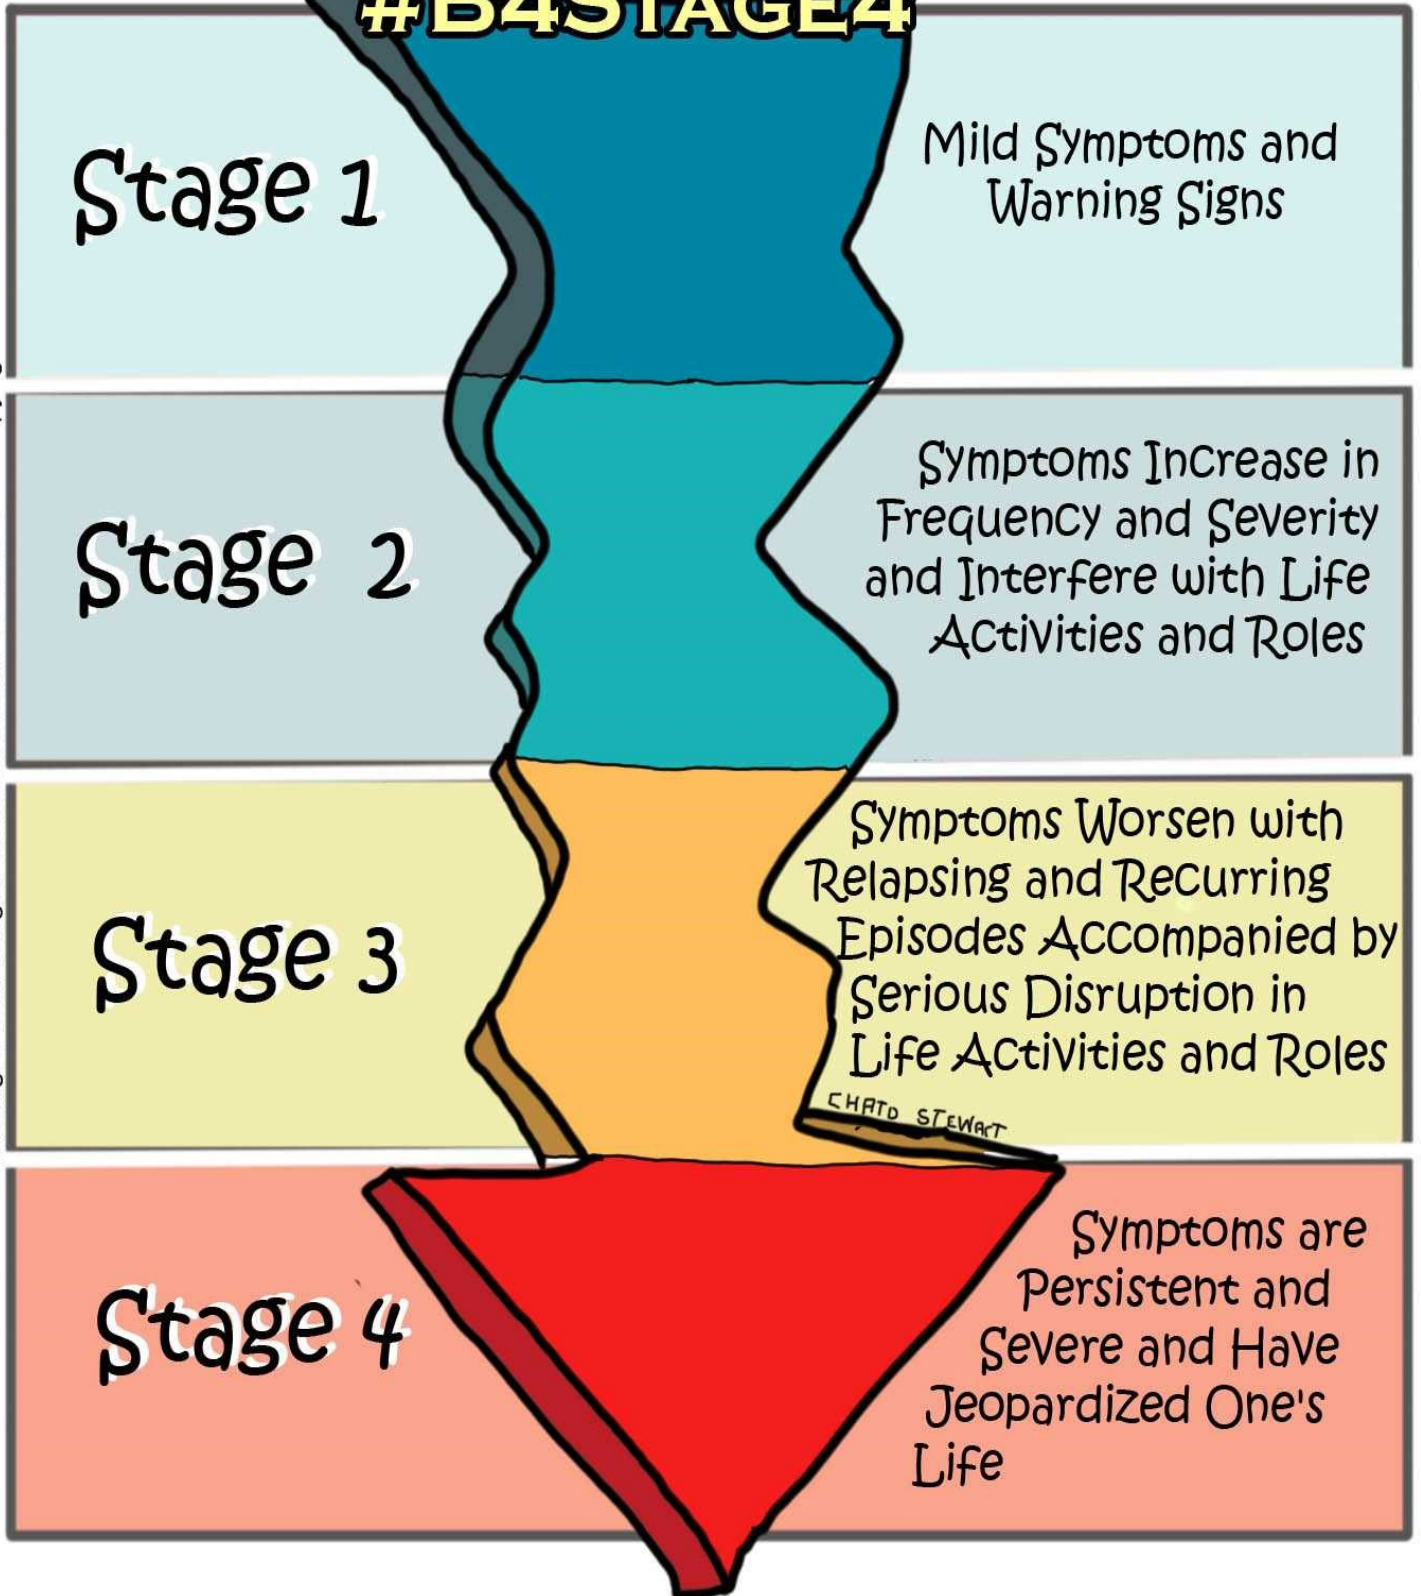 #B4STAGE4
Stage 1
Mild Symptoms and
Warning Signs
Stage 2
Symptoms Increase in
Frequency and Severity
and Interfere with Life
Activities and Roles
Stage 3
Symptoms Worsen with
Relapsing and Recurring
Episodes Accompanied by
Serious Disruption in
Life Activities and Roles
CHATO STEWART
Stage 4
Symptoms are
Persistent and
Severe and Have
Jeopardized One's
Life